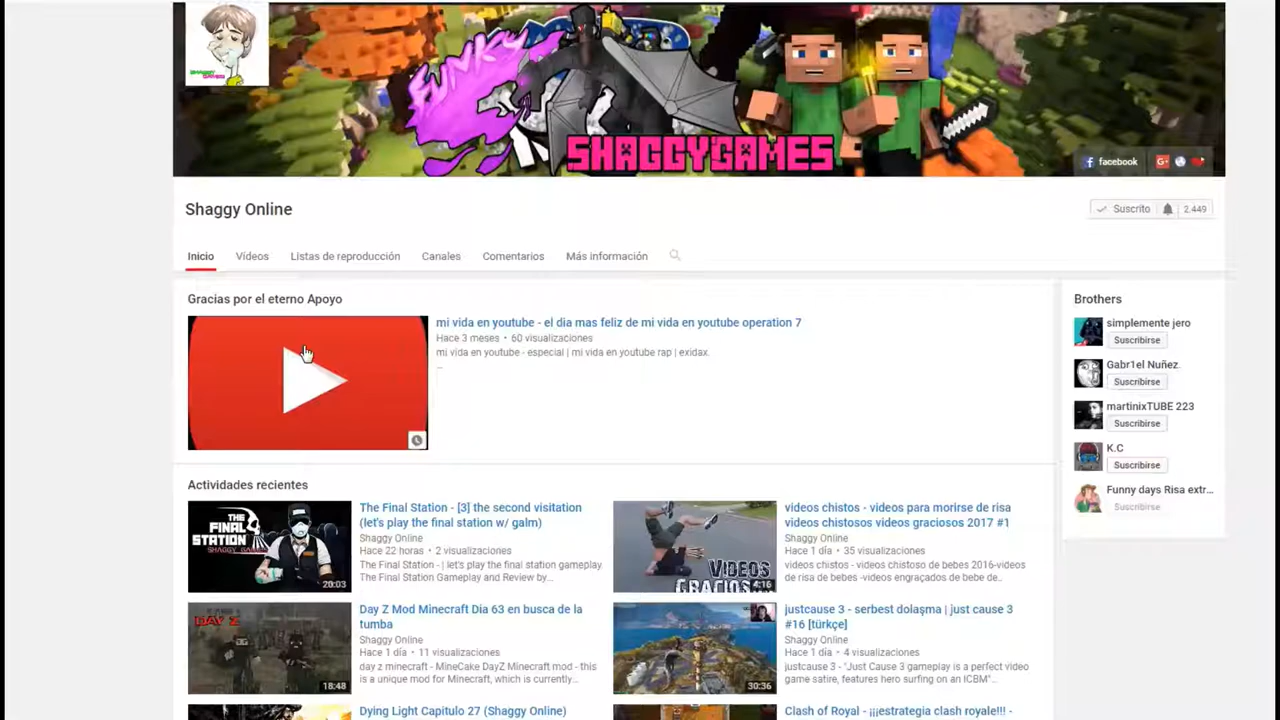 SHAGGYGAMES
facebook
Shaggy Online
Suscrito 2.449
Inicio Vídeos Listas de reproducción Canales Comentarios Más información
Gracias por el eterno Apoyo
mi vida en youtube - el dia mas feliz de mi vida en youtube operation 7
Hace 3 meses • 60 visualizaciones
mi vida en youtube - especial | mi vida en youtube rap | exidax.
...
Brothers
simplemente jero
Suscribirse
Gabr1el Nuñez.
Suscribirse
martinixTUBE 223
Suscribirse
K.C
Suscribirse
Funny days Risa extr...
Suscribirse
Actividades recientes
THE FINAL STATION
SHAGGY GAMES
20:03
The Final Station - [3] the second visitation
(let's play the final station w/ galm)
Shaggy Online
Hace 22 horas • 2 visualizaciones
The Final Station - | let's play the final station gameplay
The Final Station Gameplay and Review by...
VIDEOS
GRACIOSOS
4:16
videos chistos - videos para morirse de risa
videos chistosos videos graciosos 2017 #1
Shaggy Online
Hace 1 día • 35 visualizaciones
videos chistos - videos chistoso de bebes 2016-videos
de risa de bebes -videos engraçados de bebe de..
DAY Z
18:48
Day Z Mod Minecraft Dia 63 en busca de la
tumba
Shaggy Online
Hace 1 día • 11 visualizaciones
day z minecraft - MineCake DayZ Minecraft mod - this
is a unique mod for Minecraft, which is currently...
30:36
justcause 3 - serbest dolaşma | just cause 3
#16 [türkçe]
Shaggy Online
Hace 1 día • 4 visualizaciones
justcause 3 - "Just Cause 3 gameplay is a perfect video
game satire, features hero surfing on an ICBM"...
Dying Light Capitulo 27 (Shaggy Online)
Clash of Royal - ¡¡¡estrategia clash royale!!! -